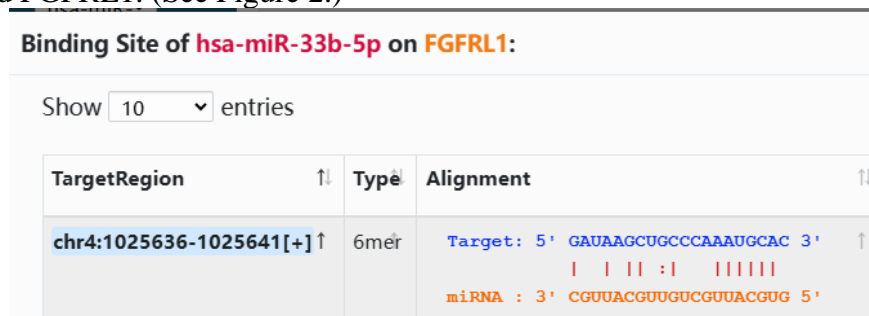 Binding Site of hsa-miR-33b-5p on FGFRL1:
Show 10 entries
TargetRegion Type Alignment
chr4:1025636-1025641[+] 6mer Target: 5' GAUAAGCUGCCCAAAUGCAC 3'
| | || :| ||||||
miRNA : 3' CGUUACGUUGUCGUUACGUG 5'